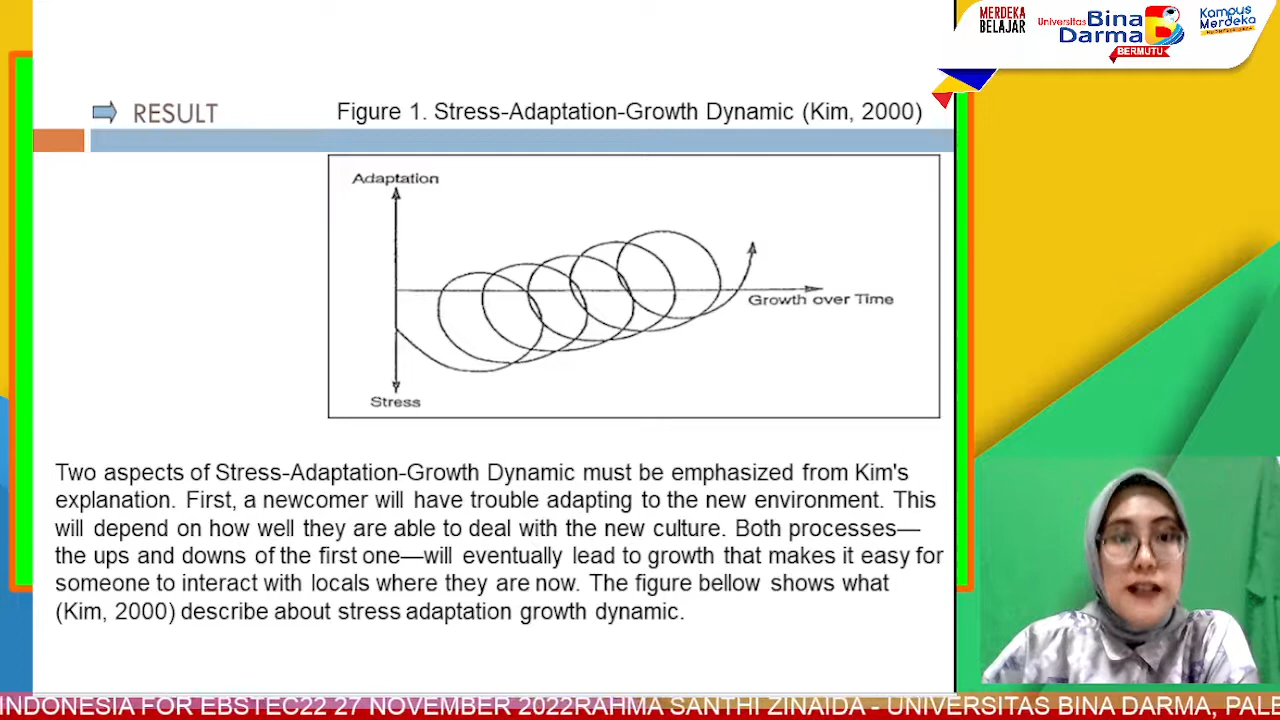 MERDEKA
BELAJAR
Universitas Bina
Darma
BERMUTU
Kampus
Merdeka
RESULT
Figure 1. Stress-Adaptation-Growth Dynamic (Kim, 2000)
Adaptation
Growth over Time
Stress
Two aspects of Stress-Adaptation-Growth Dynamic must be emphasized from Kim's
explanation. First, a newcomer will have trouble adapting to the new environment. This
will depend on how well they are able to deal with the new culture. Both processes—
the ups and downs of the first one—will eventually lead to growth that makes it easy for
someone to interact with locals where they are now. The figure bellow shows what
(Kim, 2000) describe about stress adaptation growth dynamic.
INDONESIA FOR EBSTEC22 27 NOVEMBER 2022RAHMA SANTHI ZINAIDA - UNIVERSITAS BINA DARMA, PALE